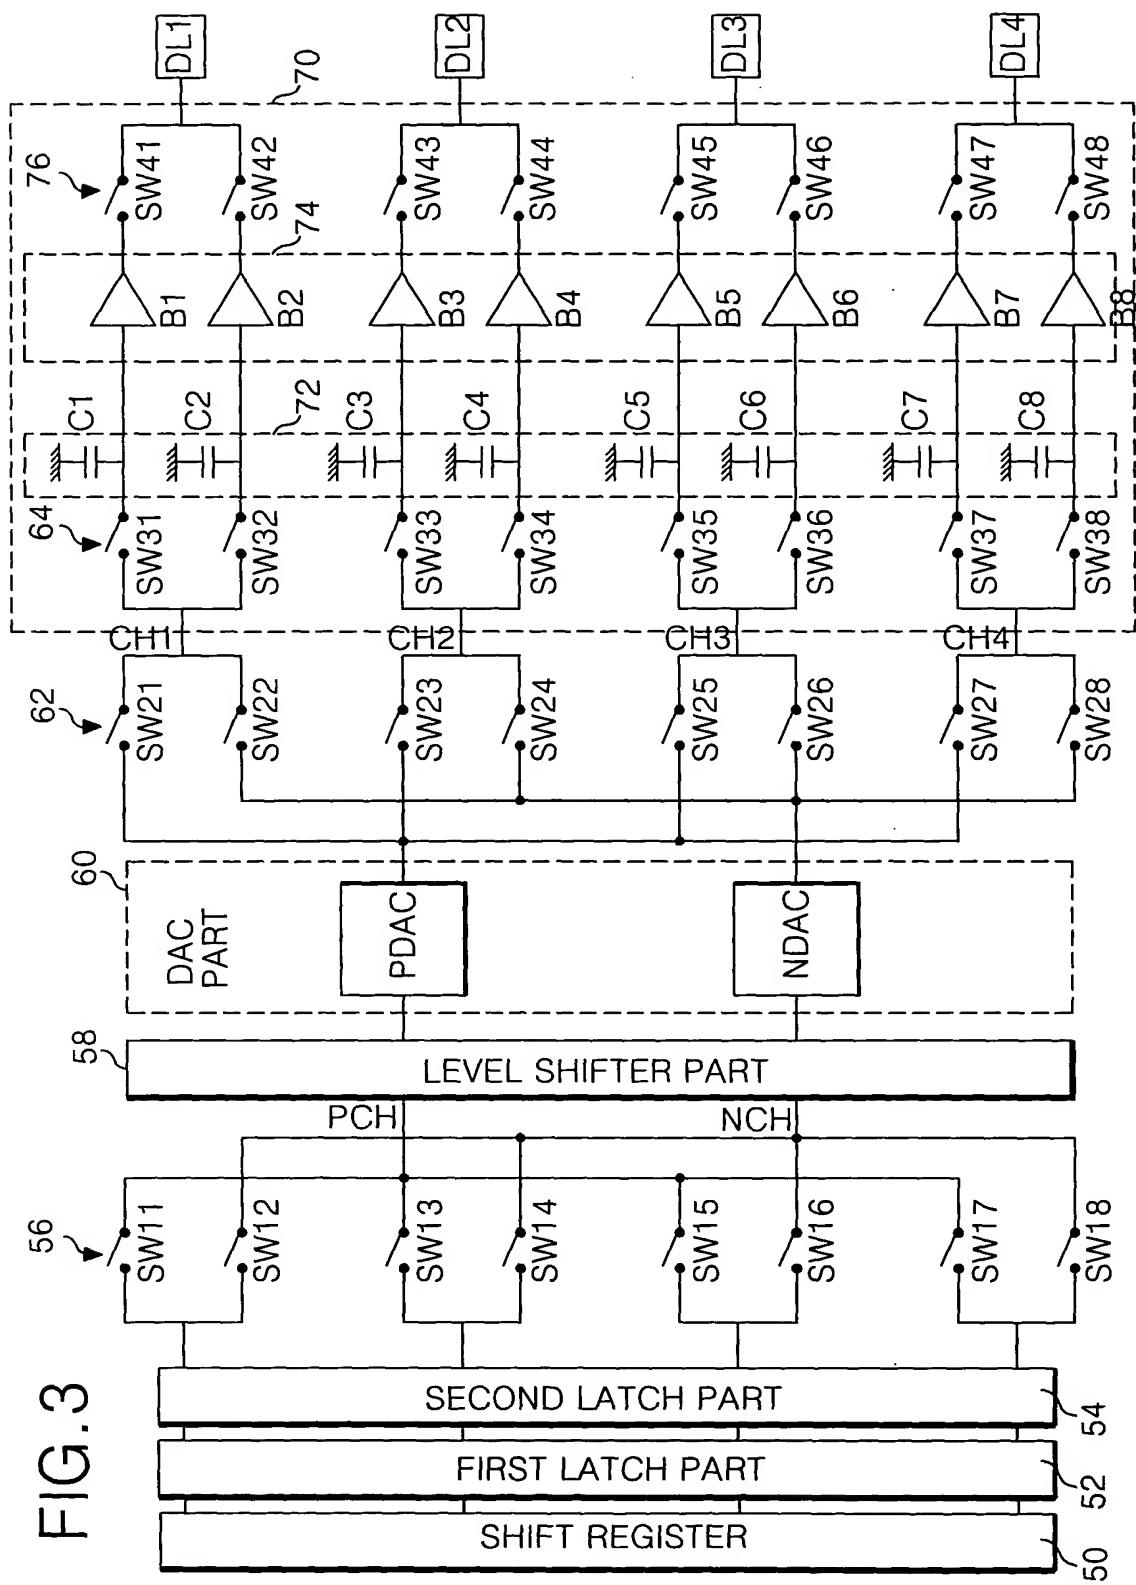 FIG.3
SHIFT REGISTER
50
FIRST LATCH PART
52
SECOND LATCH PART
54
56
SW11
SW12
SW13
SW14
SW15
SW16
SW17
SW18
PCH
NCH
58
LEVEL SHIFTER PART
60
DAC
PART
PDAC
NDAC
62
SW21
SW22
SW23
SW24
SW25
SW26
SW27
SW28
CH1
CH2
CH3
CH4
64
SW31
SW32
SW33
SW34
SW35
SW36
SW37
SW38
C1
C2
72
C3
C4
C5
C6
C7
C8
B1
B2
B3
B4
B5
B6
B7
B8
74
76
SW41
SW42
SW43
SW44
SW45
SW46
SW47
SW48
70
DL1
DL2
DL3
DL4